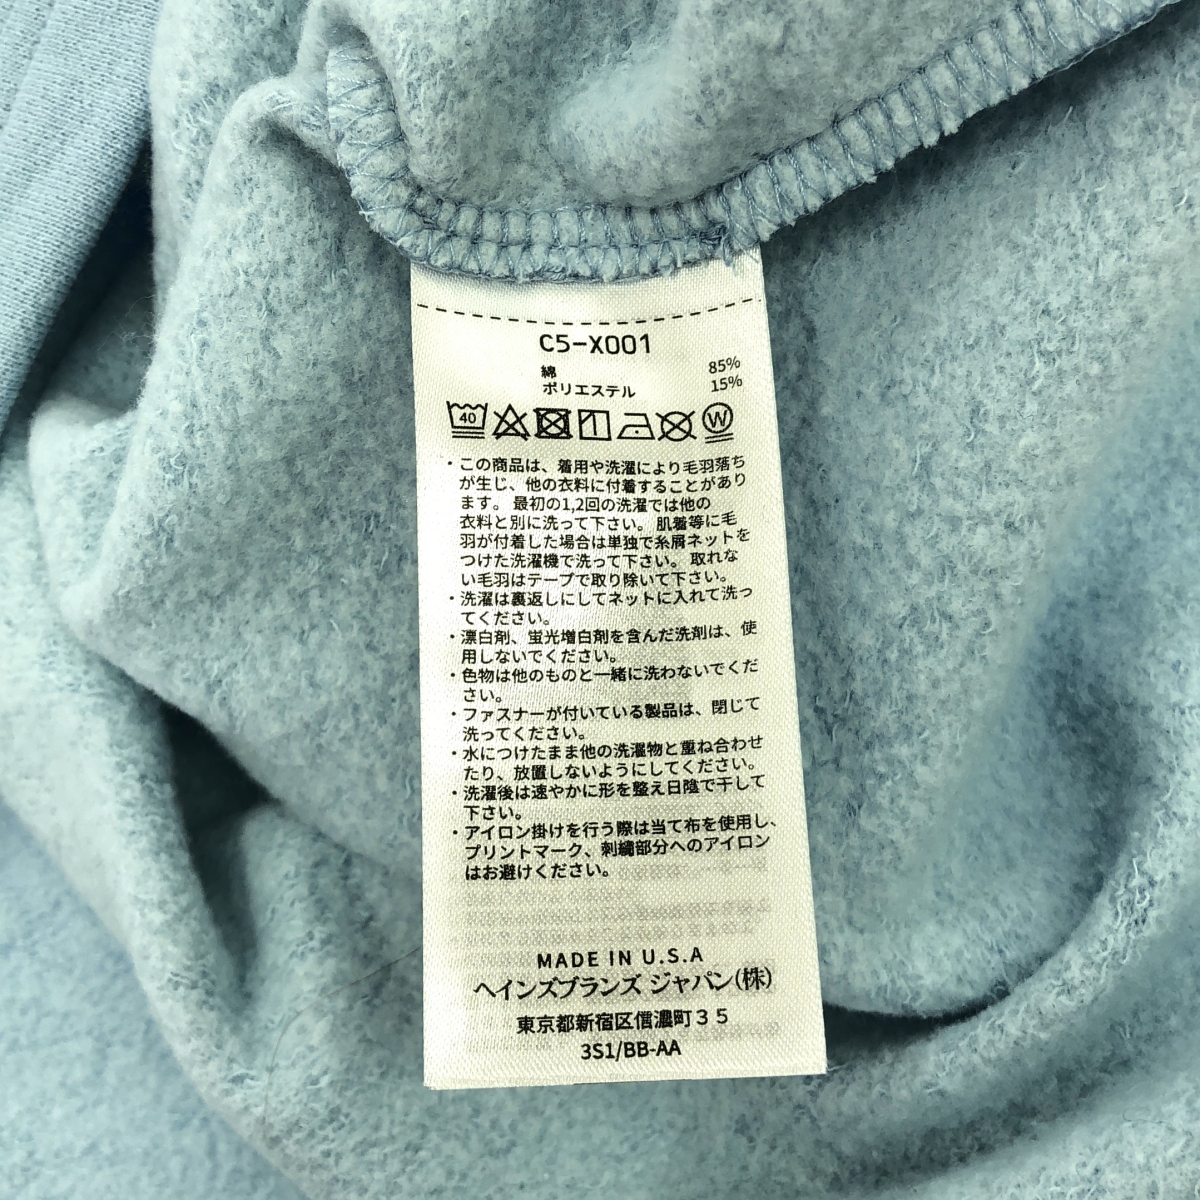 C5-X001
綿 85%
ポリエステル 15%
40 W
・この商品は、着用や洗濯により毛羽落ち
が生じ、他の衣料に付着することがあり
ます。最初の1,2回の洗濯では他の
衣料と別に洗って下さい。肌着等に毛
羽が付着した場合は単独で糸屑ネットを
つけた洗濯機で洗って下さい。取れな
い毛羽はテープで取り除いて下さい。
・洗濯は裏返しにしてネットに入れて洗っ
てください。
・漂白剤、蛍光増白剤を含んだ洗剤は、使
用しないでください。
・色物は他のものと一緒に洗わないでくだ
さい。
・ファスナーが付いている製品は、閉じて
洗ってください。
・水につけたまま他の洗濯物と重ね合わせ
たり、放置しないようにしてください。
・洗濯後は速やかに形を整え日陰で干して
下さい。
・アイロン掛けを行う際は当て布を使用し、
プリントマーク、刺繍部分へのアイロン
はお避けください。
MADE IN U.S.A
ヘインズブランズ ジャパン(株)
東京都新宿区信濃町３５
3S1/BB-AA